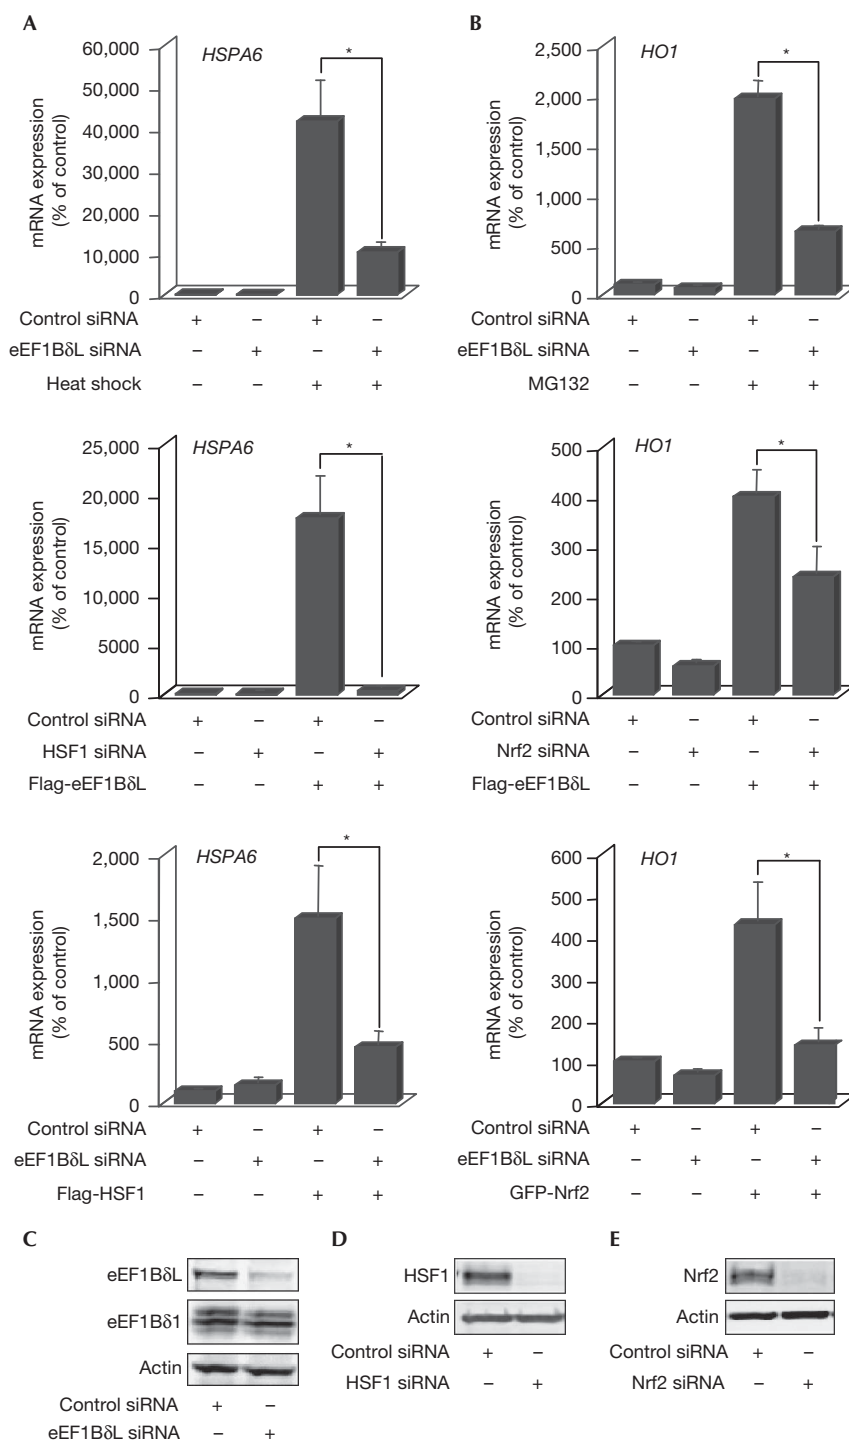 A
HSPA6
*
60,000
50,000
40,000
30,000
20,000
10,000
0
mRNA expression
(% of control)
Control siRNA + – + –
eEF1BδL siRNA – + – +
Heat shock – – + +
HSPA6
*
25,000
20,000
15,000
10,000
5000
0
mRNA expression
(% of control)
Control siRNA + – + –
HSF1 siRNA – + – +
Flag-eEF1BδL – – + +
HSPA6
*
2,000
1,500
1,000
500
0
mRNA expression
(% of control)
Control siRNA + – + –
eEF1BδL siRNA – + – +
Flag-HSF1 – – + +
B
HO1
*
2,500
2,000
1,500
1,000
500
0
mRNA expression
(% of control)
Control siRNA + – + –
eEF1BδL siRNA – + – +
MG132 – – + +
HO1
*
500
400
300
200
100
0
mRNA expression
(% of control)
Control siRNA + – + –
Nrf2 siRNA – + – +
Flag-eEF1BδL – – + +
HO1
*
600
500
400
300
200
100
0
mRNA expression
(% of control)
Control siRNA + – + –
eEF1BδL siRNA – + – +
GFP-Nrf2 – – + +
C
eEF1BδL
eEF1Bδ1
Actin
Control siRNA + –
eEF1BδL siRNA – +
D
HSF1
Actin
Control siRNA + –
HSF1 siRNA – +
E
Nrf2
Actin
Control siRNA + –
Nrf2 siRNA – +